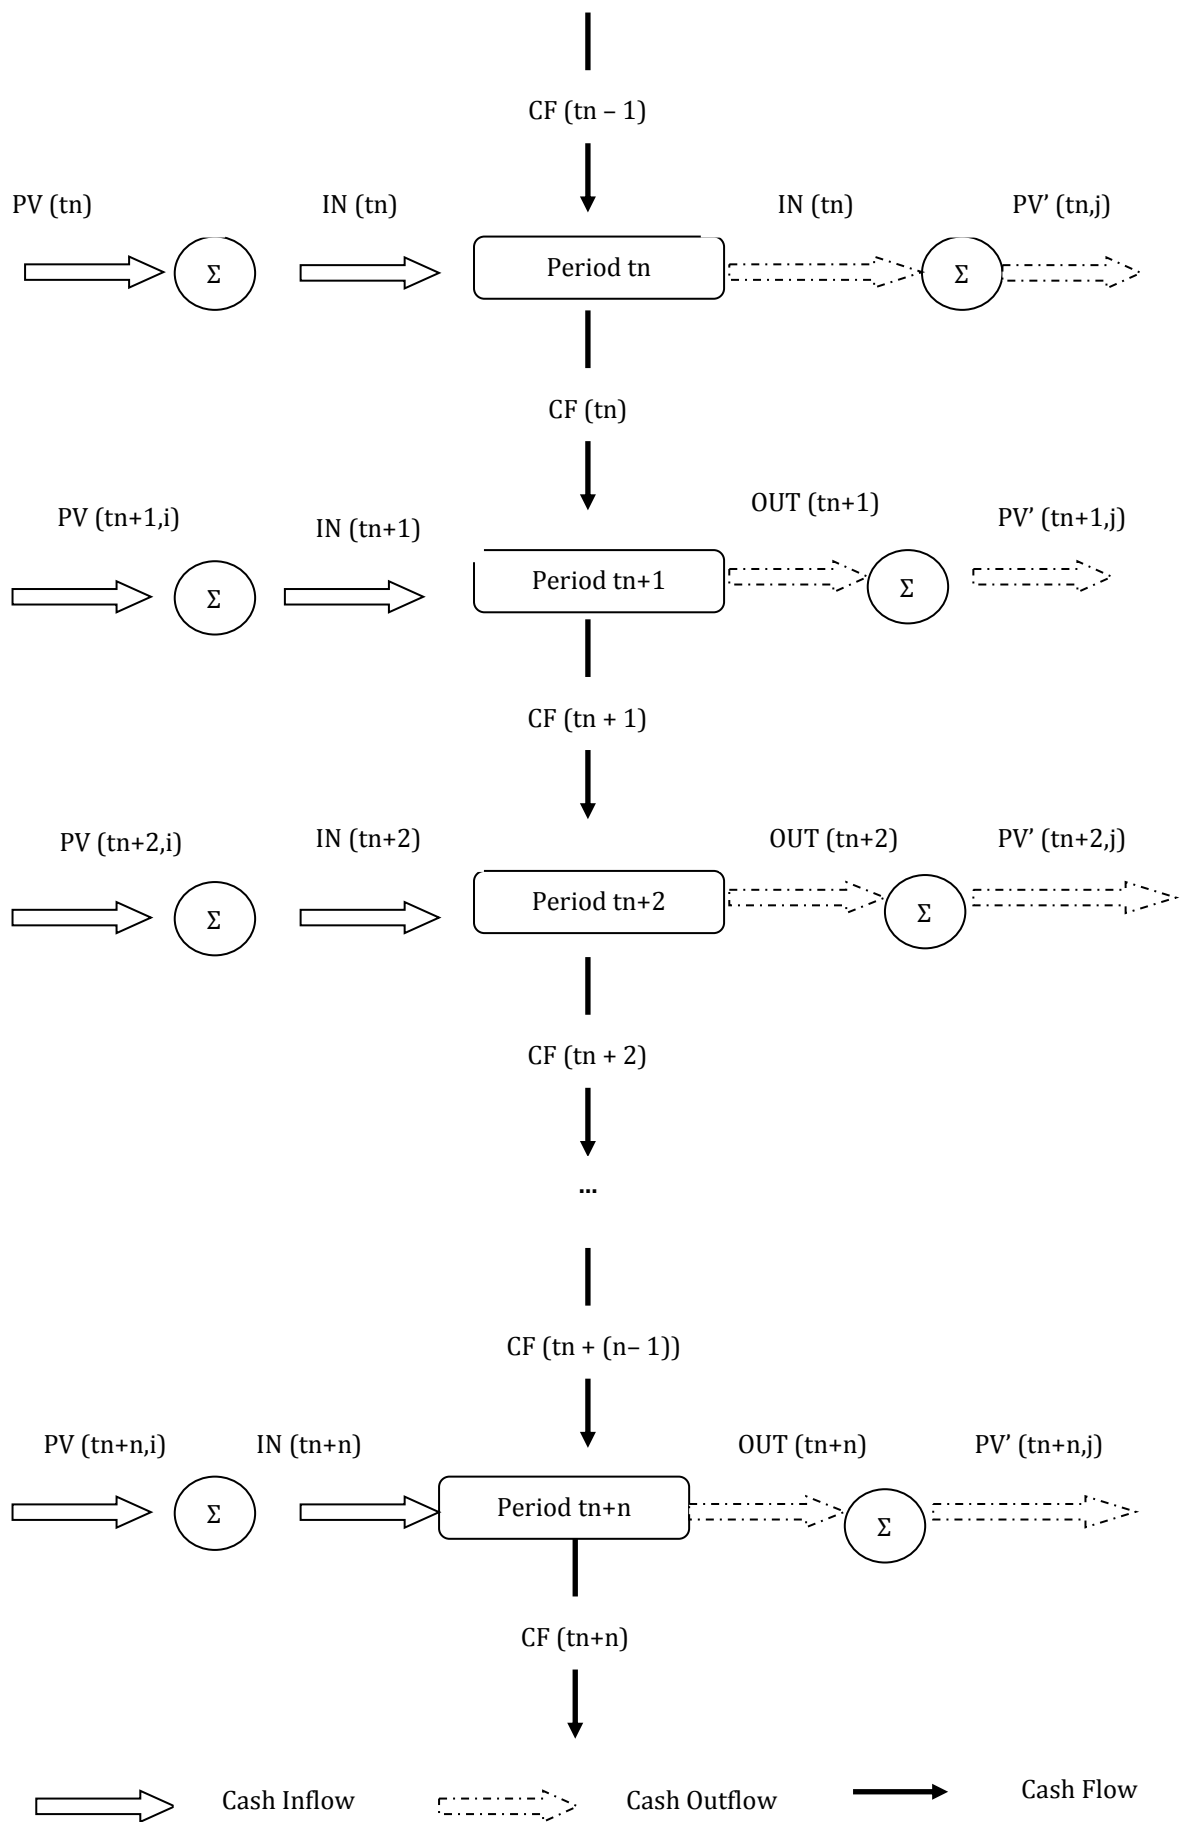 CF (tn – 1)
PV (tn)
IN (tn)
IN (tn)
PV’ (tn,j)
Σ
Period tn
Σ
CF (tn)
PV (tn+1,i)
IN (tn+1)
OUT (tn+1)
PV’ (tn+1,j)
Σ
Period tn+1
Σ
CF (tn + 1)
PV (tn+2,i)
IN (tn+2)
OUT (tn+2)
PV’ (tn+2,j)
Σ
Period tn+2
Σ
CF (tn + 2)
...
CF (tn + (n– 1))
PV (tn+n,i)
IN (tn+n)
OUT (tn+n)
PV’ (tn+n,j)
Σ
Period tn+n
Σ
CF (tn+n)
Cash Inflow
Cash Outflow
Cash Flow